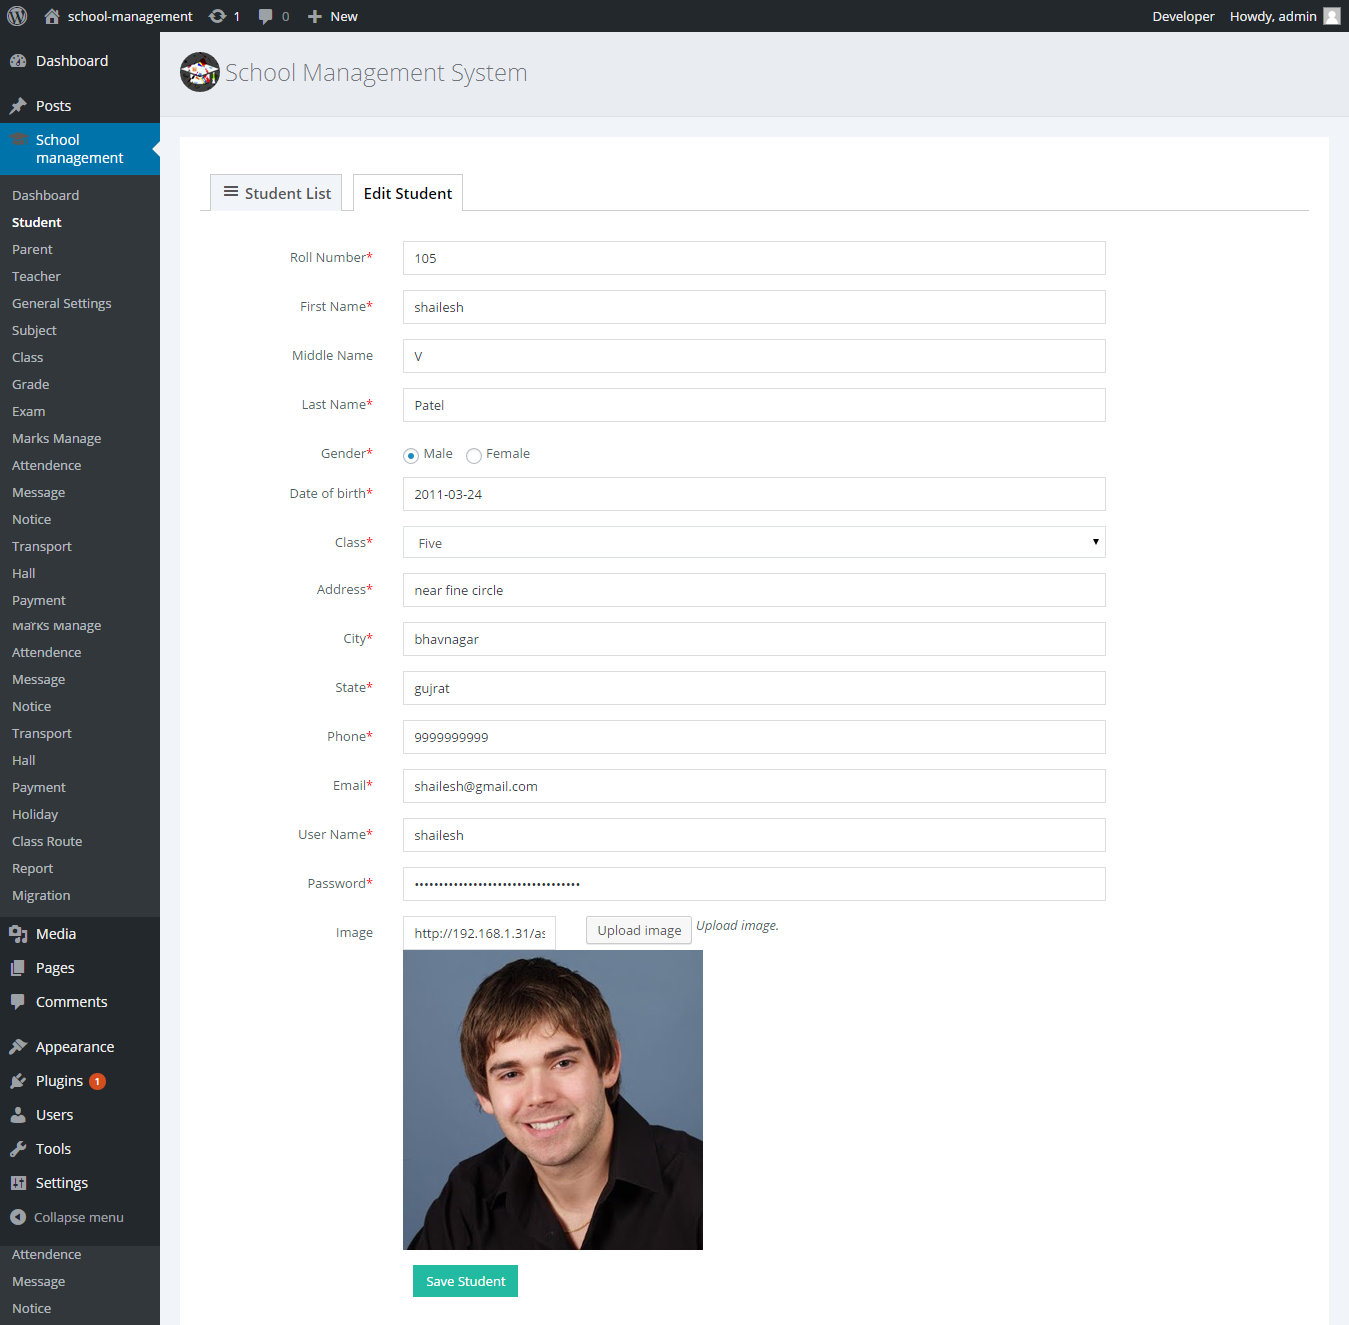 school-management 1 0 New Developer Howdy, admin
Dashboard
Posts
School
management
Dashboard
Student
Parent
Teacher
General Settings
Subject
Class
Grade
Exam
Marks Manage
Attendence
Message
Notice
Transport
Hall
Payment
Marks Manage
Attendence
Message
Notice
Transport
Hall
Payment
Holiday
Class Route
Report
Migration
Media
Pages
Comments
Appearance
Plugins 1
Users
Tools
Settings
Collapse menu
Attendence
Message
Notice
School Management System
Student List Edit Student
Roll Number* 105
First Name* shailesh
Middle Name V
Last Name* Patel
Gender* Male Female
Date of birth* 2011-03-24
Class* Five
Address* near fine circle
City* bhavnagar
State* gujrat
Phone* 9999999999
Email* shailesh@gmail.com
User Name* shailesh
Password* ••••••••••••••••••••••••••••••••••
Image http://192.168.1.31/as Upload image Upload image.
Save Student